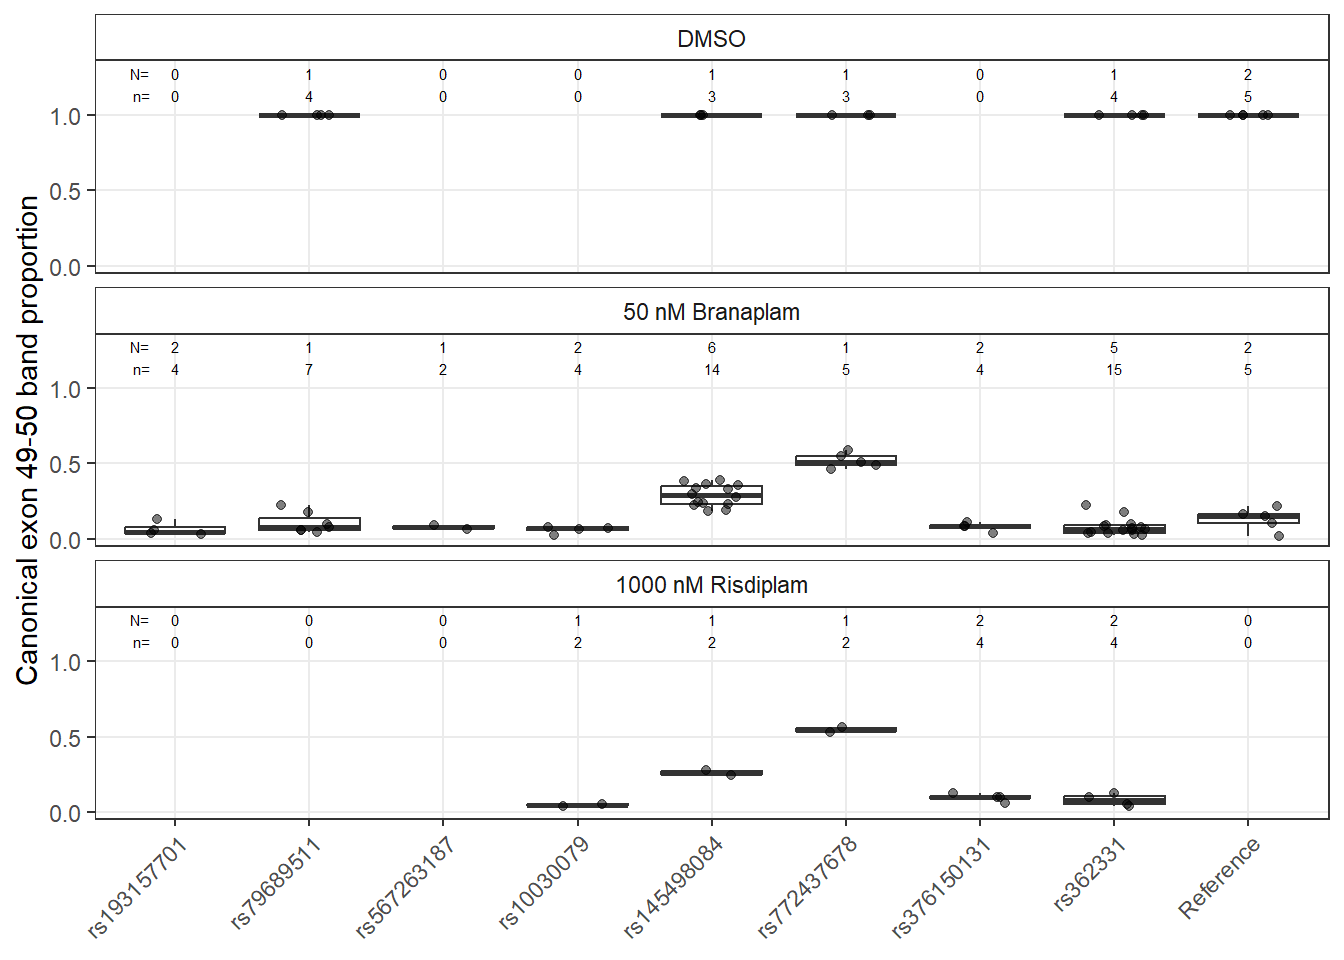 DMSO
N= 0 1 0 0 1 1 0 1 2
n= 0 4 0 0 3 3 0 4 5
1.0
0.5
0.0
Canonical exon 49-50 band proportion
50 nM Branaplam
N= 2 1 1 2 6 1 2 5 2
n= 4 7 2 4 14 5 4 15 5
1.0
0.5
0.0
1000 nM Risdiplam
N= 0 0 0 1 1 1 2 2 0
n= 0 0 0 2 2 2 4 4 0
1.0
0.5
0.0
rs193157701
rs79689511
rs567263187
rs10030079
rs145498084
rs772437678
rs376150131
rs362331
Reference